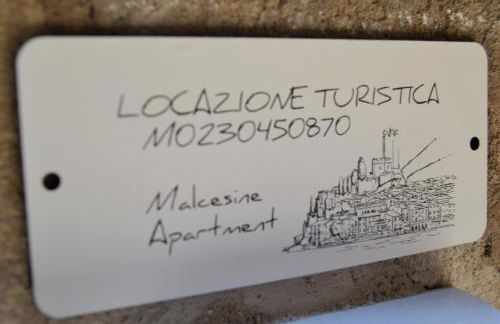 LOCAZIONE TURISTICA
M0230450870
Malcesine
Apartment